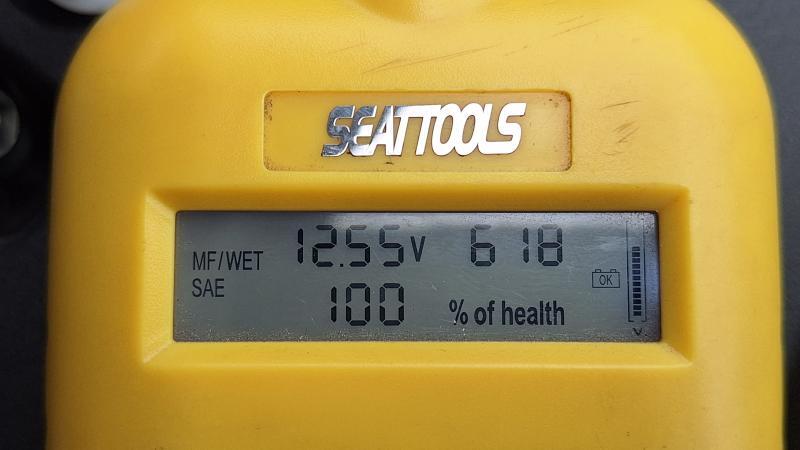 SEATTOOLS
MF/WET 12.55V 618
SAE 100 % of health
OK
V